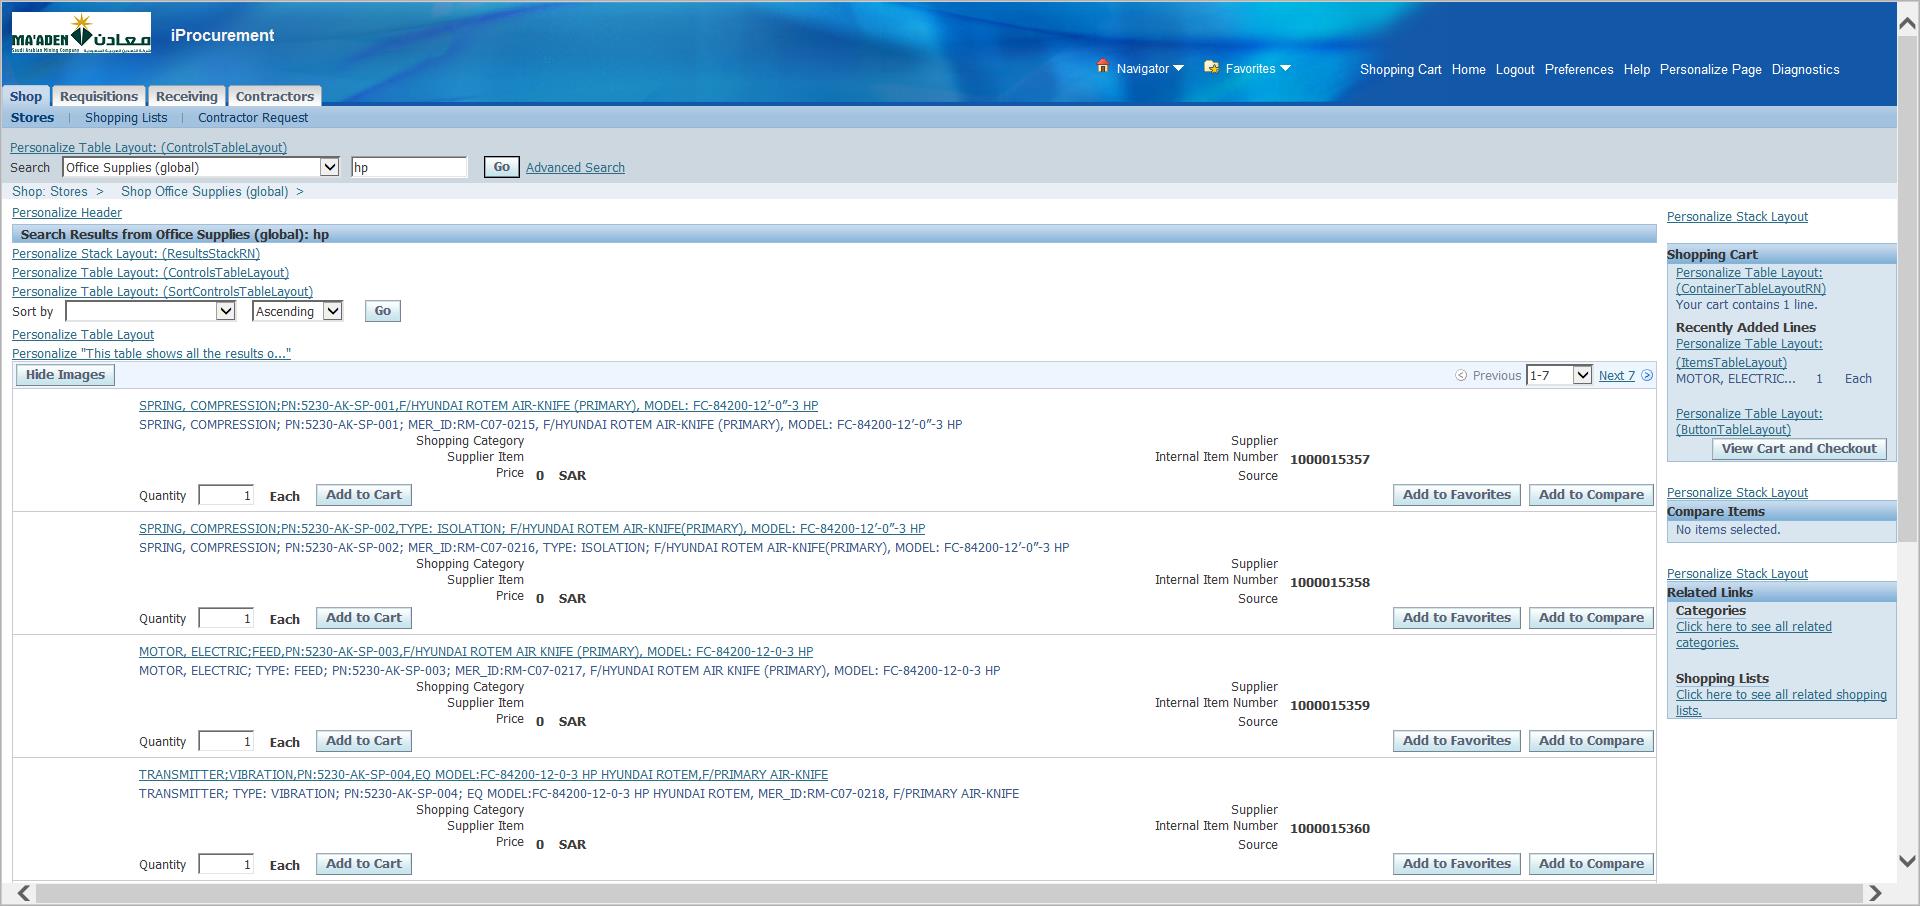 MA'ADEN معادن
Saudi Arabian Mining Company
iProcurement
Navigator Favorites Shopping Cart Home Logout Preferences Help Personalize Page Diagnostics
Shop Requisitions Receiving Contractors
Stores | Shopping Lists | Contractor Request
Personalize Table Layout: (ControlsTableLayout)
Search Office Supplies (global) hp Go Advanced Search
Shop: Stores > Shop Office Supplies (global) >
Personalize Header
Search Results from Office Supplies (global): hp
Personalize Stack Layout: (ResultsStackRN)
Personalize Table Layout: (ControlsTableLayout)
Personalize Table Layout: (SortControlsTableLayout)
Sort by Ascending Go
Personalize Table Layout
Personalize "This table shows all the results o..."
Hide Images Previous 1-7 Next 7
SPRING, COMPRESSION;PN:5230-AK-SP-001,F/HYUNDAI ROTEM AIR-KNIFE (PRIMARY), MODEL: FC-84200-12’-0”-3 HP
SPRING, COMPRESSION; PN:5230-AK-SP-001; MER_ID:RM-C07-0215, F/HYUNDAI ROTEM AIR-KNIFE (PRIMARY), MODEL: FC-84200-12’-0”-3 HP
Shopping Category Supplier
Supplier Item Internal Item Number 1000015357
Price 0 SAR Source
Quantity 1 Each Add to Cart Add to Favorites Add to Compare
SPRING, COMPRESSION;PN:5230-AK-SP-002,TYPE: ISOLATION; F/HYUNDAI ROTEM AIR-KNIFE(PRIMARY), MODEL: FC-84200-12’-0”-3 HP
SPRING, COMPRESSION; PN:5230-AK-SP-002; MER_ID:RM-C07-0216, TYPE: ISOLATION; F/HYUNDAI ROTEM AIR-KNIFE(PRIMARY), MODEL: FC-84200-12’-0”-3 HP
Shopping Category Supplier
Supplier Item Internal Item Number 1000015358
Price 0 SAR Source
Quantity 1 Each Add to Cart Add to Favorites Add to Compare
MOTOR, ELECTRIC;FEED,PN:5230-AK-SP-003,F/HYUNDAI ROTEM AIR KNIFE (PRIMARY), MODEL: FC-84200-12-0-3 HP
MOTOR, ELECTRIC; TYPE: FEED; PN:5230-AK-SP-003; MER_ID:RM-C07-0217, F/HYUNDAI ROTEM AIR KNIFE (PRIMARY), MODEL: FC-84200-12-0-3 HP
Shopping Category Supplier
Supplier Item Internal Item Number 1000015359
Price 0 SAR Source
Quantity 1 Each Add to Cart Add to Favorites Add to Compare
TRANSMITTER;VIBRATION,PN:5230-AK-SP-004,EQ MODEL:FC-84200-12-0-3 HP HYUNDAI ROTEM,F/PRIMARY AIR-KNIFE
TRANSMITTER; TYPE: VIBRATION; PN:5230-AK-SP-004; EQ MODEL:FC-84200-12-0-3 HP HYUNDAI ROTEM, MER_ID:RM-C07-0218, F/PRIMARY AIR-KNIFE
Shopping Category Supplier
Supplier Item Internal Item Number 1000015360
Price 0 SAR Source
Quantity 1 Each Add to Cart Add to Favorites Add to Compare
Personalize Stack Layout
Shopping Cart
Personalize Table Layout:
(ContainerTableLayoutRN)
Your cart contains 1 line.
Recently Added Lines
Personalize Table Layout:
(ItemsTableLayout)
MOTOR, ELECTRIC... 1 Each
Personalize Table Layout:
(ButtonTableLayout)
View Cart and Checkout
Personalize Stack Layout
Compare Items
No items selected.
Personalize Stack Layout
Related Links
Categories
Click here to see all related
categories.
Shopping Lists
Click here to see all related shopping
lists.